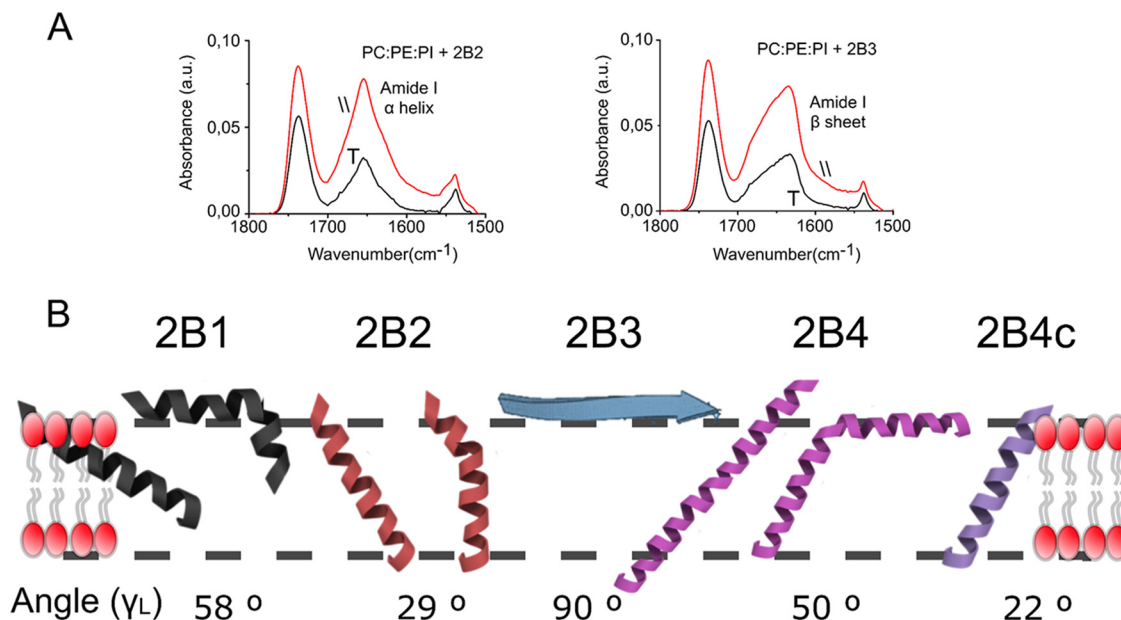 A
0,10
0,05
0,00
Absorbance (a.u.)
PC:PE:PI + 2B2
Amide I
α helix
\\
T
1800 1700 1600 1500
Wavenumber(cm-1)
0,10
0,05
0,00
Absorbance (a.u.)
PC:PE:PI + 2B3
Amide I
β sheet
\\
T
1800 1700 1600 1500
Wavenumber(cm-1)
B
2B1 2B2 2B3 2B4 2B4c
Angle (γL) 58 º 29 º 90 º 50 º 22 º